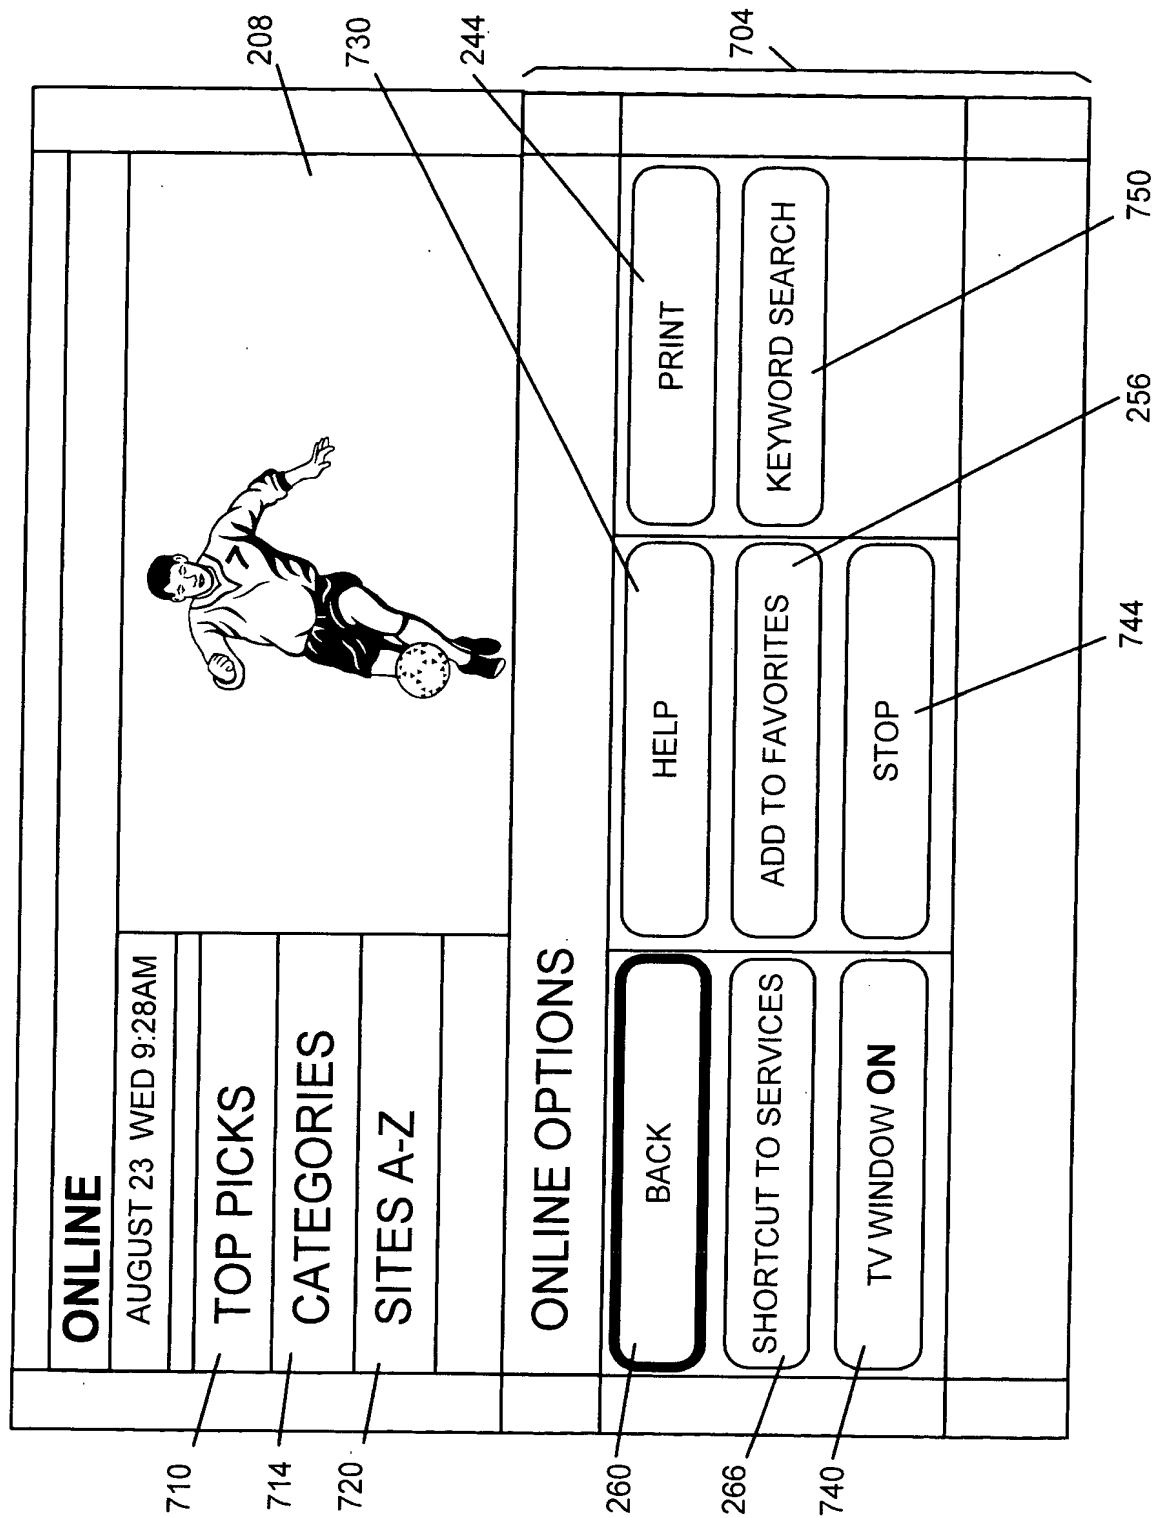 ONLINE
AUGUST 23 WED 9:28AM
TOP PICKS
CATEGORIES
SITES A-Z
ONLINE OPTIONS
BACK
HELP
PRINT
SHORTCUT TO SERVICES
ADD TO FAVORITES
KEYWORD SEARCH
TV WINDOW ON
STOP
710
714
720
260
266
740
208
730
244
704
750
256
744